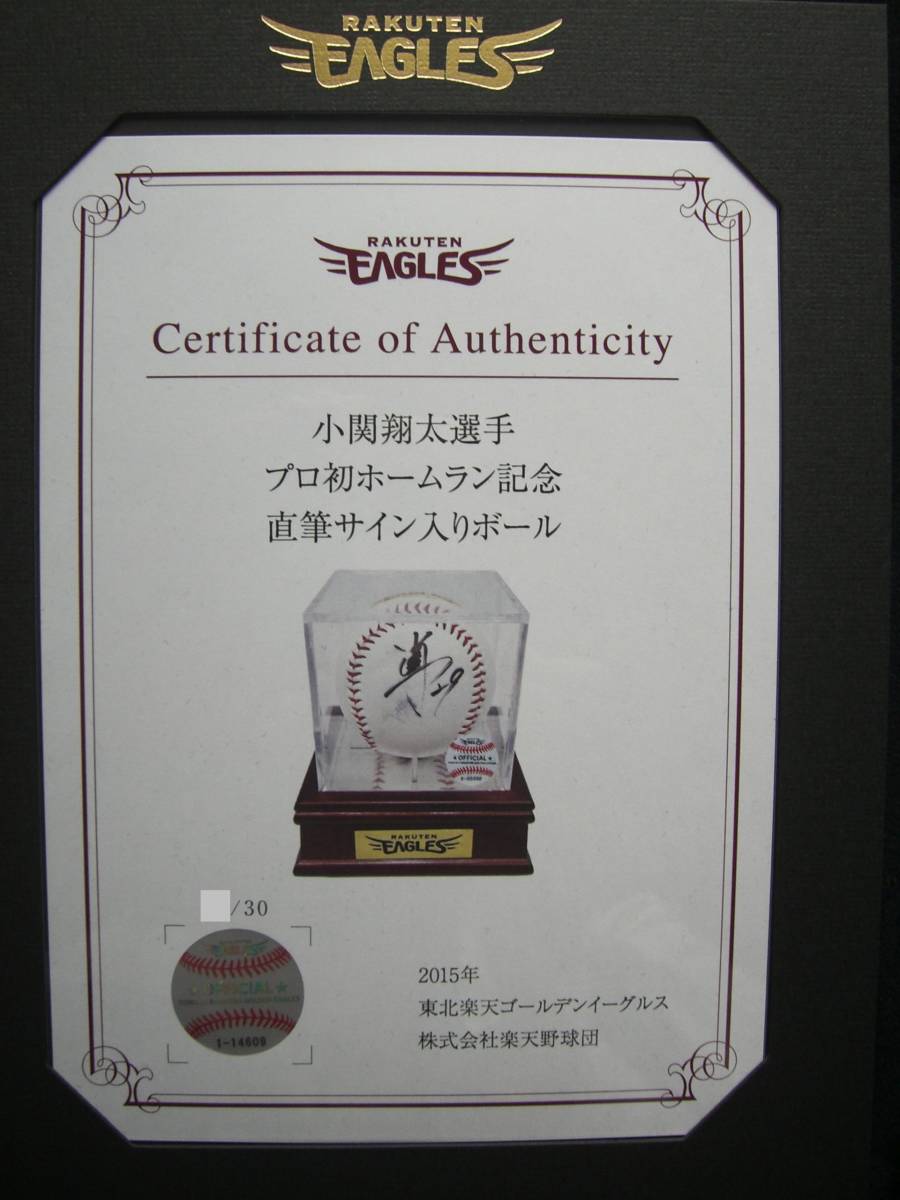 RAKUTEN
EAGLES
RAKUTEN
EAGLES
Certificate of Authenticity
小関翔太選手
プロ初ホームラン記念
直筆サイン入りボール
EAGLES
★ OFFICIAL ★
RAKUTEN
EAGLES
/30
OFFICIAL ★
1-14609
2015年
東北楽天ゴールデンイーグルス
株式会社楽天野球団